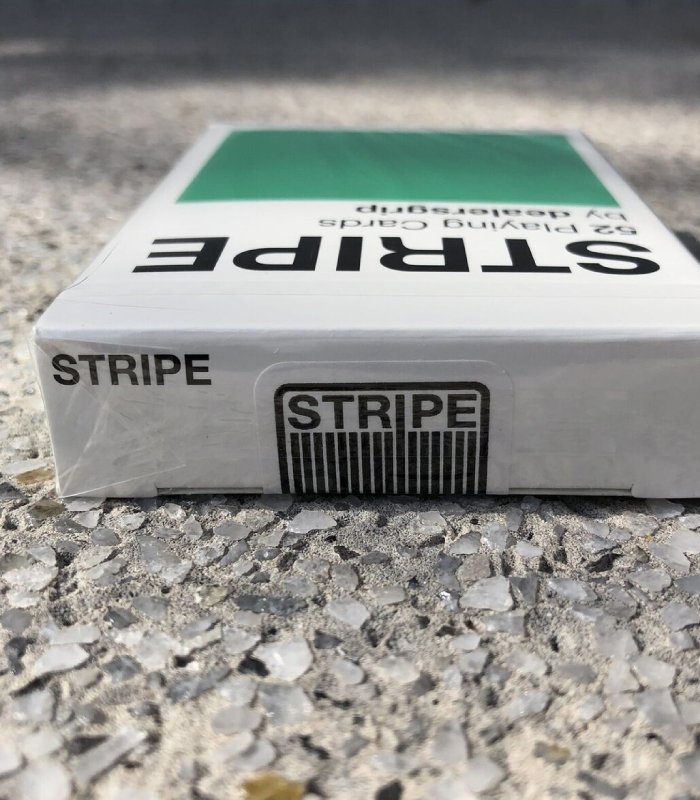 by dealersgrip
52 Playing Cards
STRIPE
STRIPE
STRIPE